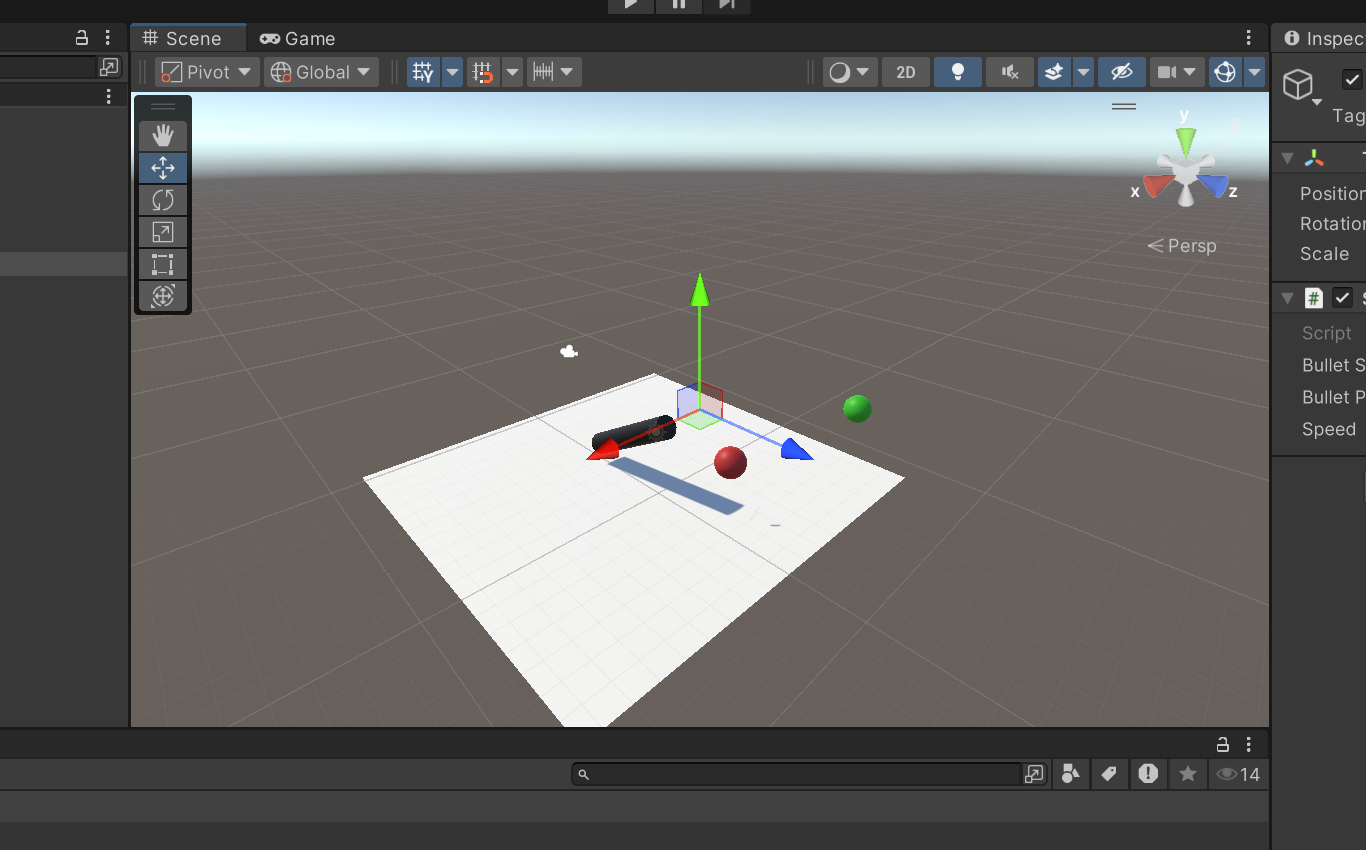 Scene
Game
Inspec
Pivot
Global
2D
Tag
y
x
z
Persp
Position
Rotation
Scale
#
Script
Bullet S
Bullet P
Speed
14